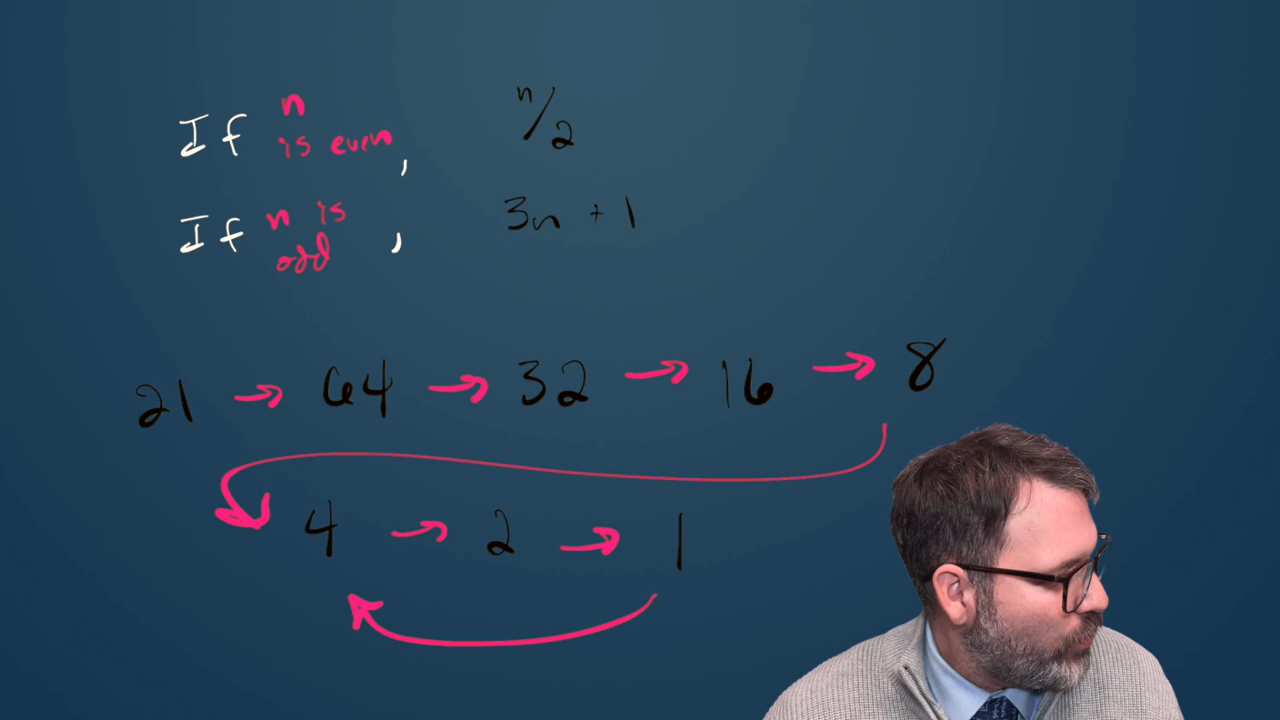 If n is even, n/2
If n is odd, 3n + 1
21 → 64 → 32 → 16 → 8
4 → 2 → 1